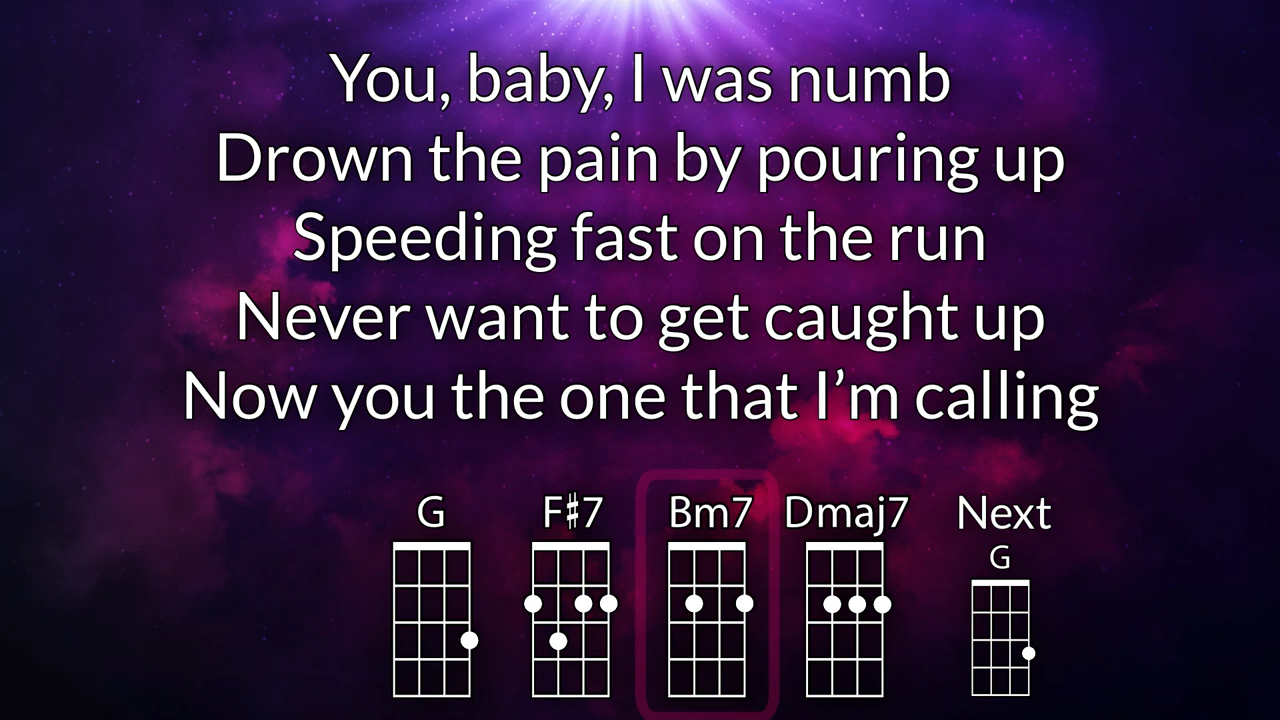 You, baby, I was numb
Drown the pain by pouring up
Speeding fast on the run
Never want to get caught up
Now you the one that I’m calling
G F♯7 Bm7 Dmaj7 Next
G